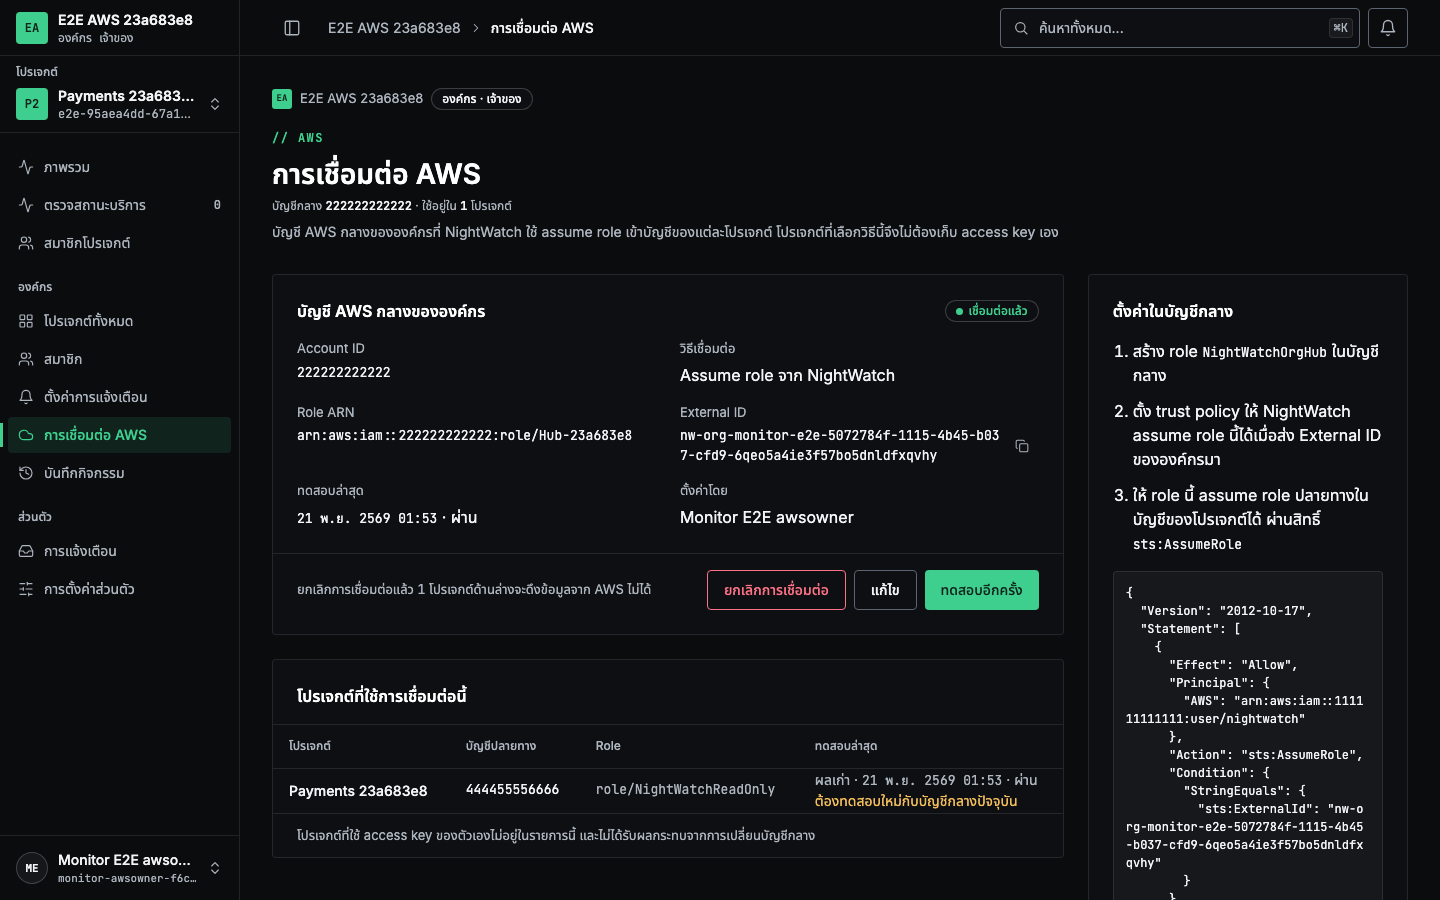 EA
E2E AWS 23a683e8
องค์กร เจ้าของ
โปรเจกต์
P2
Payments 23a683...
e2e-95aea4dd-67a1...
ภาพรวม
ตรวจสถานะบริการ 0
สมาชิกโปรเจกต์
องค์กร
โปรเจกต์ทั้งหมด
สมาชิก
ตั้งค่าการแจ้งเตือน
การเชื่อมต่อ AWS
บันทึกกิจกรรม
ส่วนตัว
การแจ้งเตือน
การตั้งค่าส่วนตัว
ME
Monitor E2E awso...
monitor-awsowner-f6c...
E2E AWS 23a683e8 > การเชื่อมต่อ AWS
ค้นหาทั้งหมด... ⌘K
EA E2E AWS 23a683e8 องค์กร · เจ้าของ
// AWS
การเชื่อมต่อ AWS
บัญชีกลาง 222222222222 · ใช้อยู่ใน 1 โปรเจกต์
บัญชี AWS กลางขององค์กรที่ NightWatch ใช้ assume role เข้าบัญชีของแต่ละโปรเจกต์ โปรเจกต์ที่เลือกวิธีนี้จึงไม่ต้องเก็บ access key เอง
บัญชี AWS กลางขององค์กร
เชื่อมต่อแล้ว
Account ID
222222222222
วิธีเชื่อมต่อ
Assume role จาก NightWatch
Role ARN
arn:aws:iam::222222222222:role/Hub-23a683e8
External ID
nw-org-monitor-e2e-5072784f-1115-4b45-b03
7-cfd9-6qeo5a4ie3f57bo5dnldfxqvhy
ทดสอบล่าสุด
21 พ.ย. 2569 01:53 · ผ่าน
ตั้งค่าโดย
Monitor E2E awsowner
ยกเลิกการเชื่อมต่อแล้ว 1 โปรเจกต์ด้านล่างจะดึงข้อมูลจาก AWS ไม่ได้
ยกเลิกการเชื่อมต่อ
แก้ไข
ทดสอบอีกครั้ง
โปรเจกต์ที่ใช้การเชื่อมต่อนี้
โปรเจกต์ บัญชีปลายทาง Role ทดสอบล่าสุด
Payments 23a683e8 444455556666 role/NightWatchReadOnly ผลเก่า · 21 พ.ย. 2569 01:53 · ผ่าน
ต้องทดสอบใหม่กับบัญชีกลางปัจจุบัน
โปรเจกต์ที่ใช้ access key ของตัวเองไม่อยู่ในรายการนี้ และไม่ได้รับผลกระทบจากการเปลี่ยนบัญชีกลาง
ตั้งค่าในบัญชีกลาง
1. สร้าง role NightWatchOrgHub ในบัญชี
กลาง
2. ตั้ง trust policy ให้ NightWatch
assume role นี้ได้เมื่อส่ง External ID
ขององค์กรมา
3. ให้ role นี้ assume role ปลายทางใน
บัญชีของโปรเจกต์ได้ ผ่านสิทธิ์
sts:AssumeRole
{
"Version": "2012-10-17",
"Statement": [
{
"Effect": "Allow",
"Principal": {
"AWS": "arn:aws:iam::1111
11111111:user/nightwatch"
},
"Action": "sts:AssumeRole",
"Condition": {
"StringEquals": {
"sts:ExternalId": "nw-o
rg-monitor-e2e-5072784f-1115-4b45
-b037-cfd9-6qeo5a4ie3f57bo5dnldfx
qvhy"
}
}